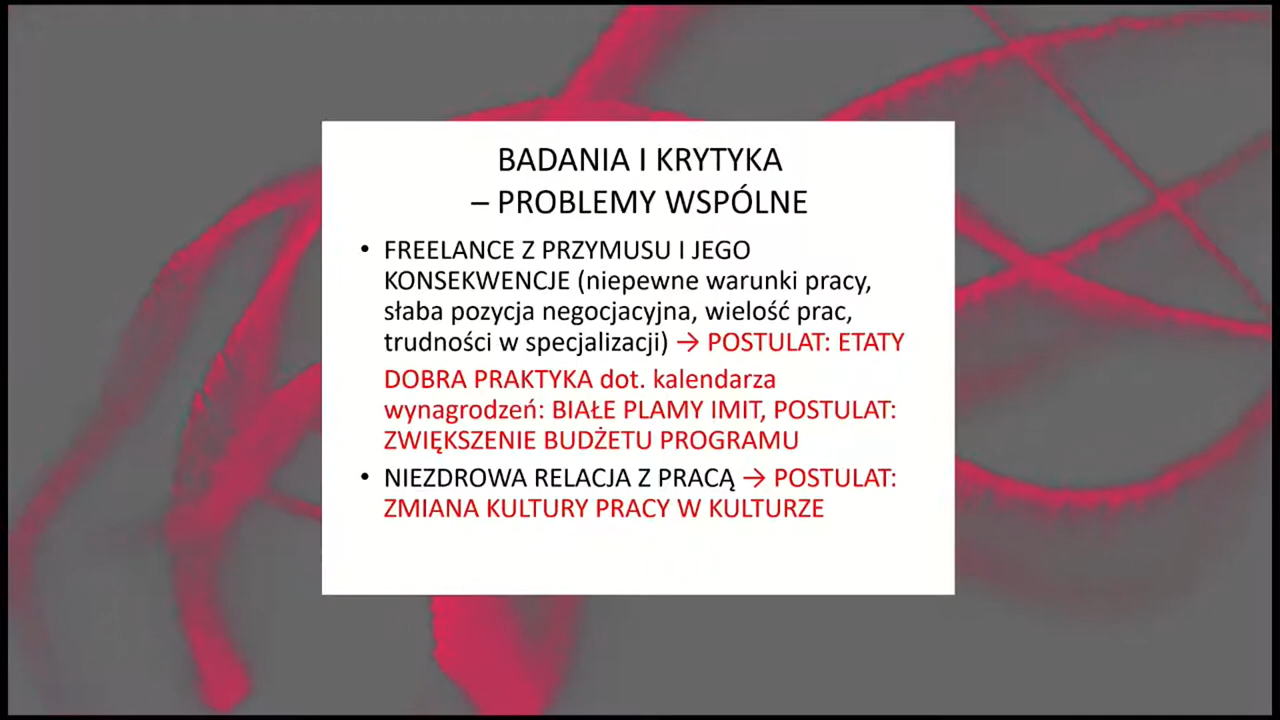 BADANIA I KRYTYKA
– PROBLEMY WSPÓLNE
• FREELANCE Z PRZYMUSU I JEGO
KONSEKWENCJE (niepewne warunki pracy,
słaba pozycja negocjacyjna, wielość prac,
trudności w specjalizacji) → POSTULAT: ETATY
DOBRA PRAKTYKA dot. kalendarza
wynagrodzeń: BIAŁE PLAMY IMIT, POSTULAT:
ZWIĘKSZENIE BUDŻETU PROGRAMU
• NIEZDROWA RELACJA Z PRACĄ → POSTULAT:
ZMIANA KULTURY PRACY W KULTURZE